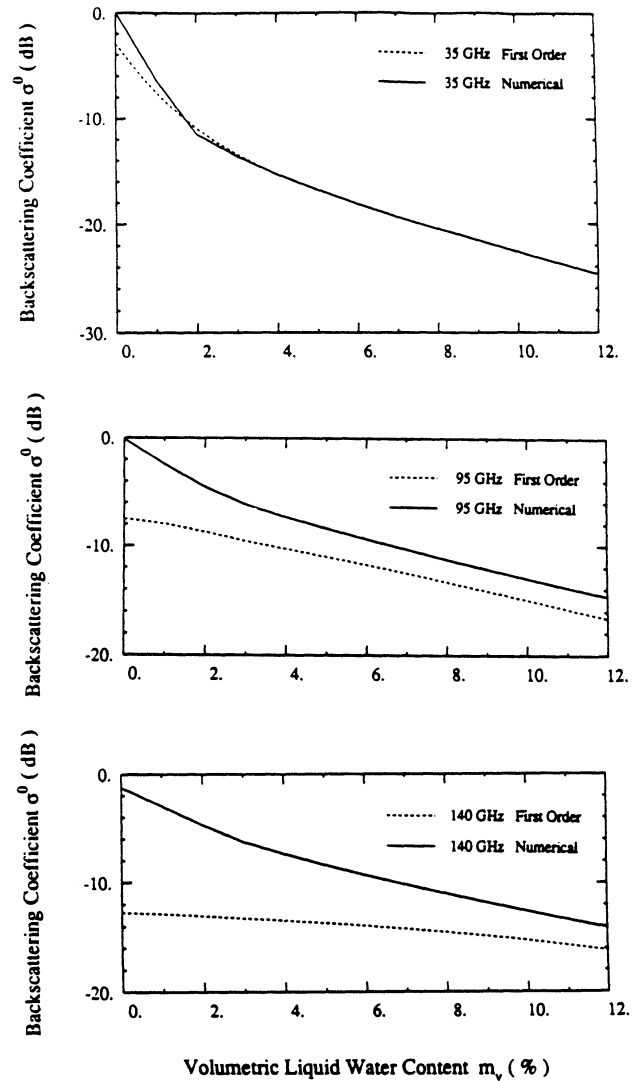 Backscattering Coefficient σ⁰ ( dB )
0.
-10.
-20.
-30.
35 GHz First Order
35 GHz Numerical
0. 2. 4. 6. 8. 10. 12.
Backscattering Coefficient σ⁰ ( dB )
0.
-10.
-20.
95 GHz First Order
95 GHz Numerical
0. 2. 4. 6. 8. 10. 12.
Backscattering Coefficient σ⁰ ( dB )
0.
-10.
-20.
140 GHz First Order
140 GHz Numerical
0. 2. 4. 6. 8. 10. 12.
Volumetric Liquid Water Content mᵥ ( % )